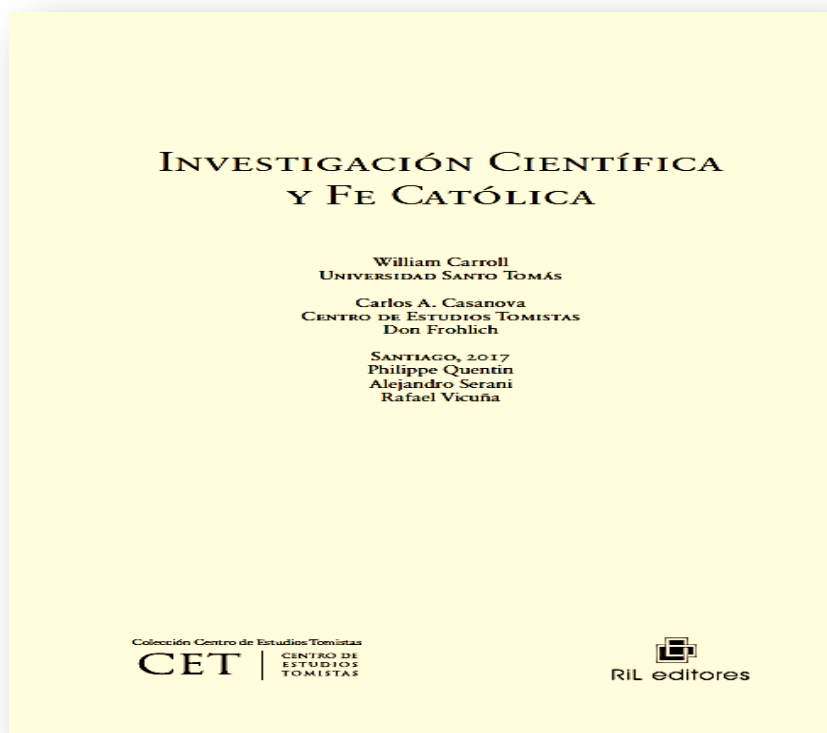 INVESTIGACIÓN CIENTÍFICA
Y FE CATÓLICA
William Carroll
UNIVERSIDAD SANTO TOMÁS
Carlos A. Casanova
CENTRO DE ESTUDIOS TOMISTAS
Don Frohlich
SANTIAGO, 2017
Philippe Quentin
Alejandro Serani
Rafael Vicuña
Colección Centro de Estudios Tomistas
CET
CENTRO DE
ESTUDIOS
TOMISTAS
RiL editores